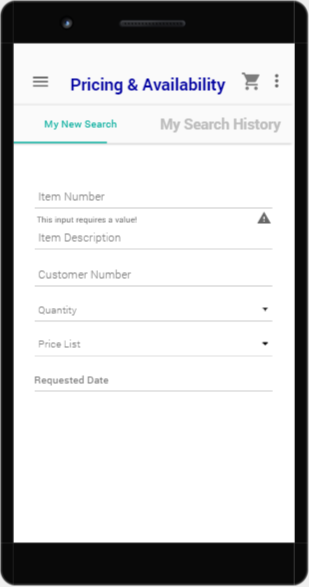 Pricing & Availability
My New Search
My Search History
Item Number
This input requires a value!
Item Description
Customer Number
Quantity
Price List
Requested Date